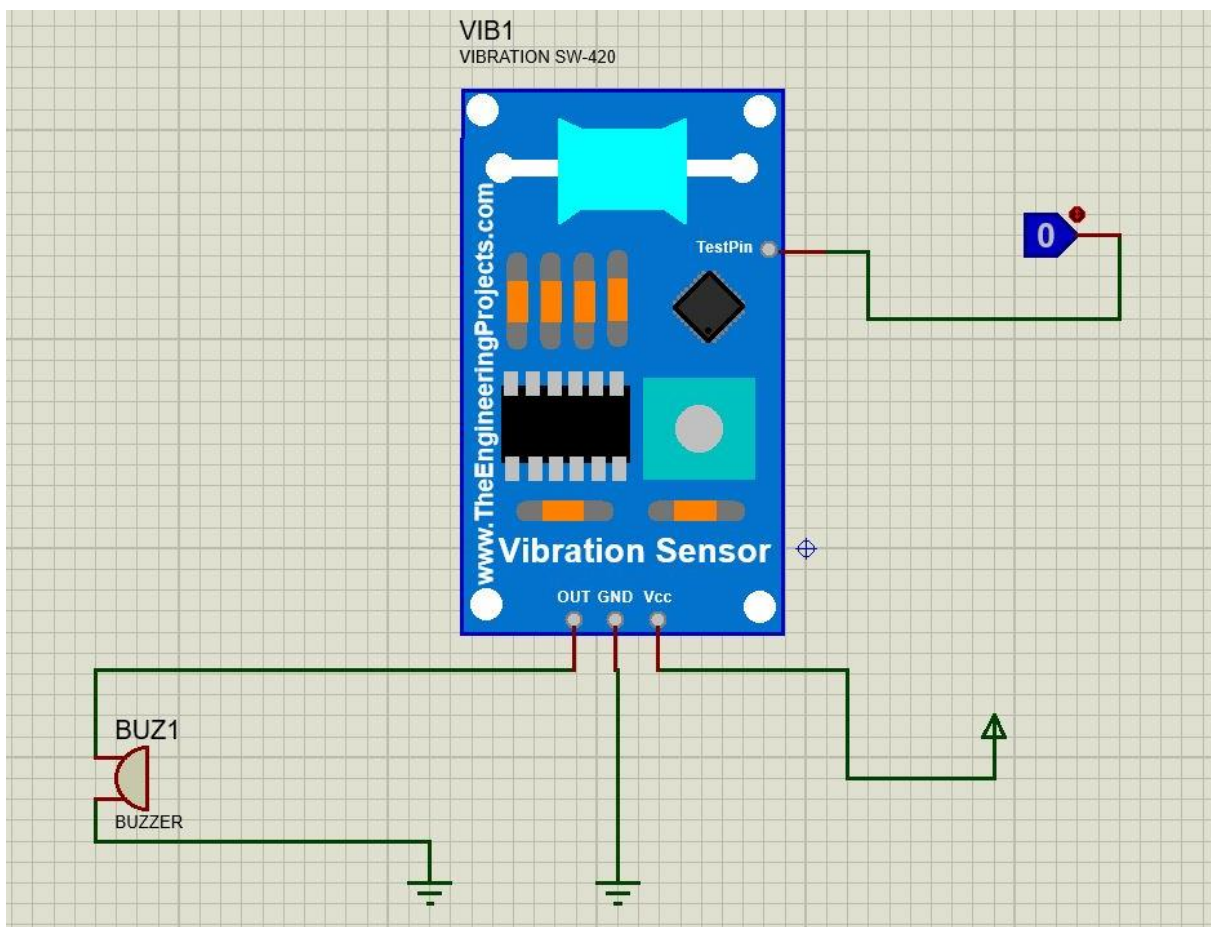 VIB1
VIBRATION SW-420
www.TheEngineeringProjects.com
TestPin
0
Vibration Sensor
OUT GND Vcc
BUZ1
BUZZER